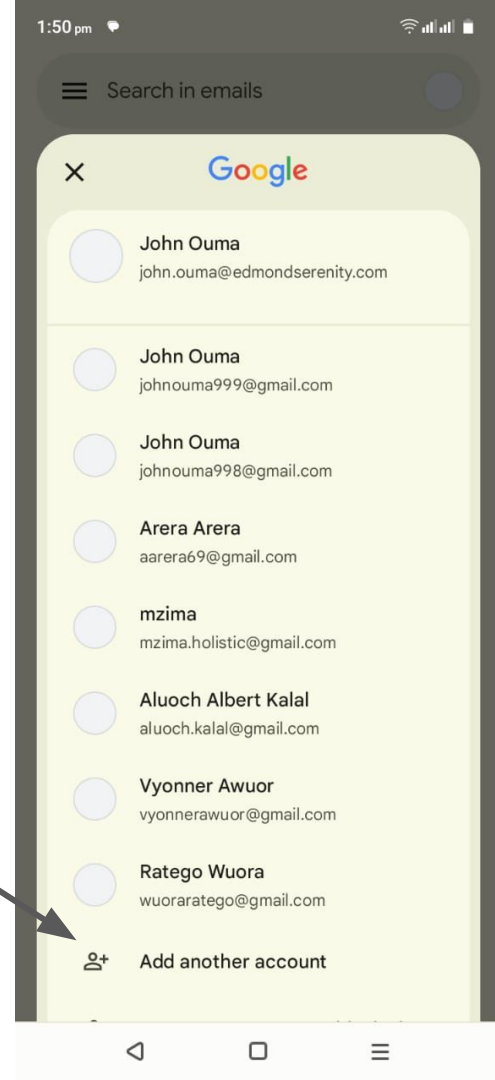 1:50 pm
Search in emails
Google
John Ouma
john.ouma@edmondserenity.com
John Ouma
johnouma999@gmail.com
John Ouma
johnouma998@gmail.com
Arera Arera
aarera69@gmail.com
mzima
mzima.holistic@gmail.com
Aluoch Albert Kalal
aluoch.kalal@gmail.com
Vyonner Awuor
vyonnerawuor@gmail.com
Ratego Wuora
wuoraratego@gmail.com
Add another account